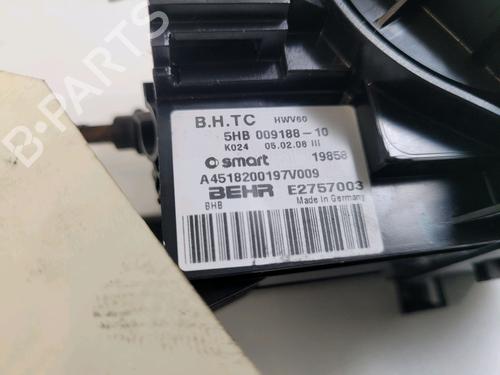 B.H.TC HWV60
5HB 009188-10
K024 05.02.08 III
smart 19858
A4518200197V009
BEHR E2757003
BHB Made in Germany
B-PARTS